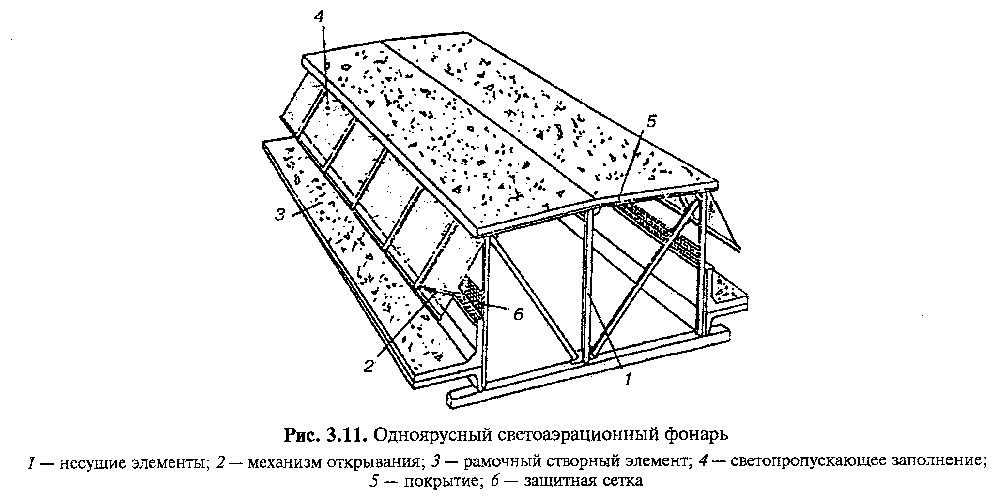 4
5
3
6
2
1
Рис. 3.11. Одноярусный светоаэрационный фонарь
1 — несущие элементы; 2 — механизм открывания; 3 — рамочный створный элемент; 4 — светопропускающее заполнение;
5 — покрытие; 6 — защитная сетка